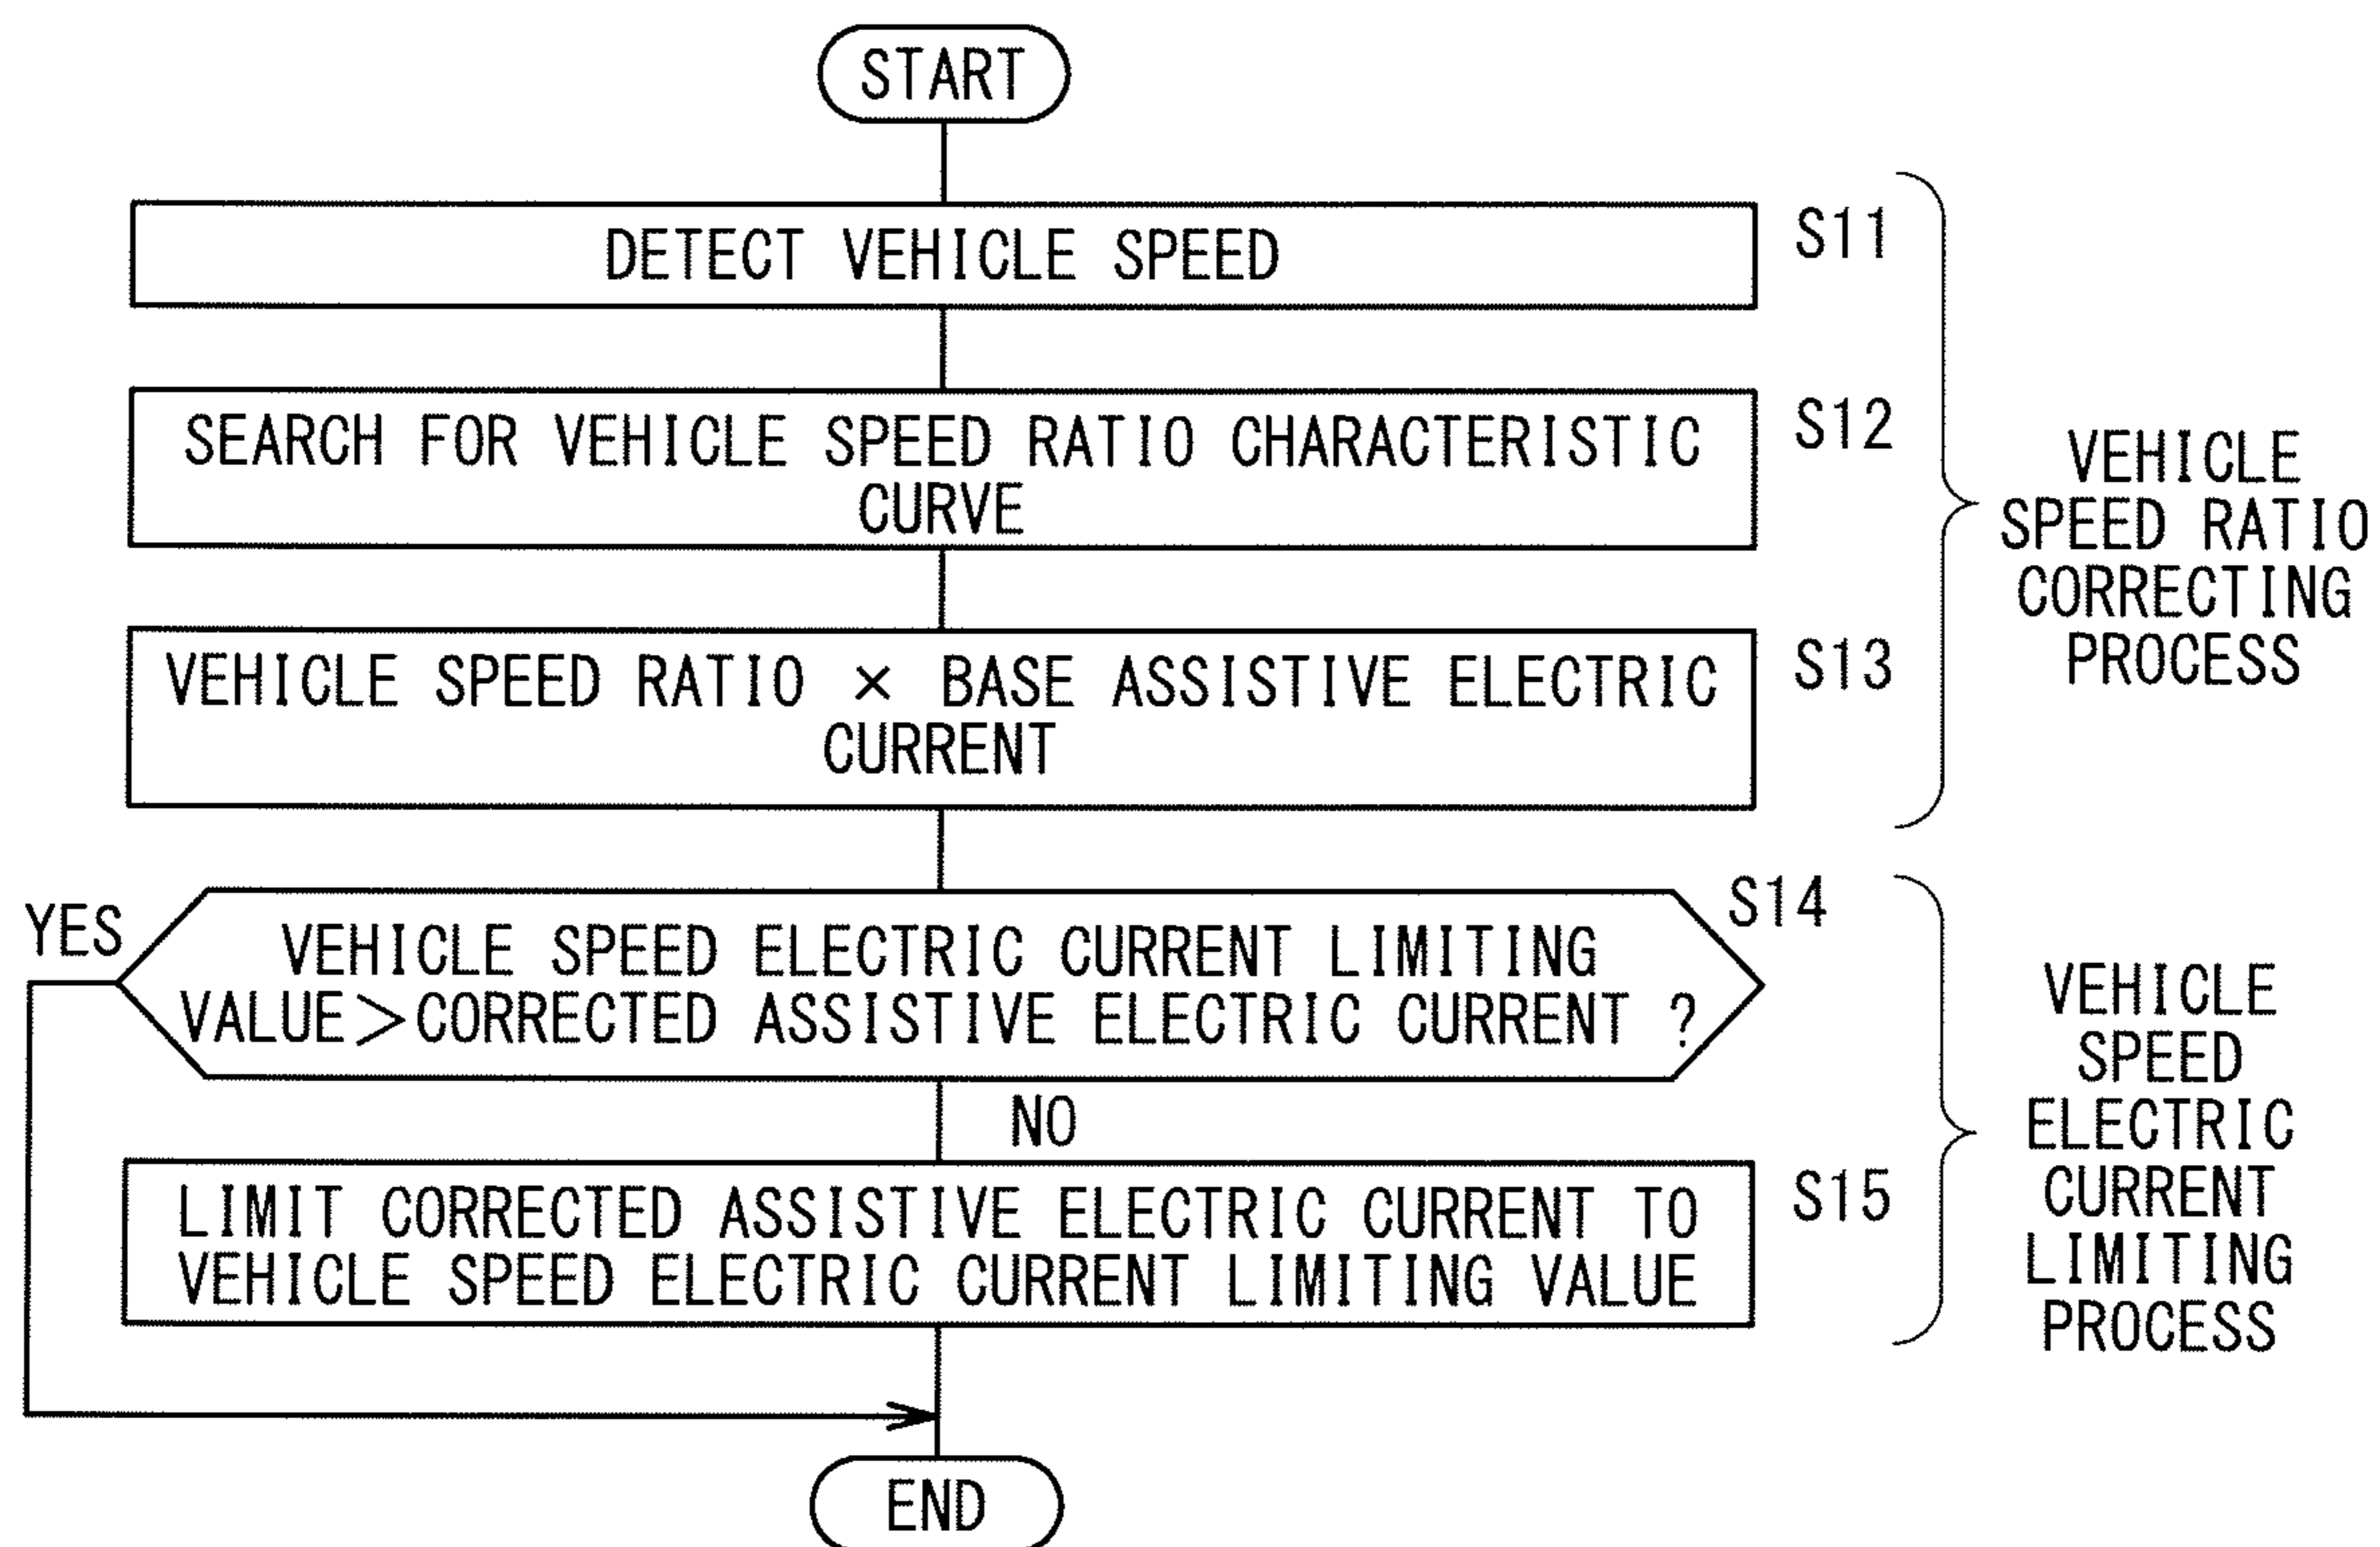 START
DETECT VEHICLE SPEED
S11
SEARCH FOR VEHICLE SPEED RATIO CHARACTERISTIC
CURVE
S12
VEHICLE SPEED RATIO × BASE ASSISTIVE ELECTRIC
CURRENT
S13
VEHICLE
SPEED RATIO
CORRECTING
PROCESS
YES
VEHICLE SPEED ELECTRIC CURRENT LIMITING
VALUE>CORRECTED ASSISTIVE ELECTRIC CURRENT ?
S14
NO
LIMIT CORRECTED ASSISTIVE ELECTRIC CURRENT TO
VEHICLE SPEED ELECTRIC CURRENT LIMITING VALUE
S15
VEHICLE
SPEED
ELECTRIC
CURRENT
LIMITING
PROCESS
END